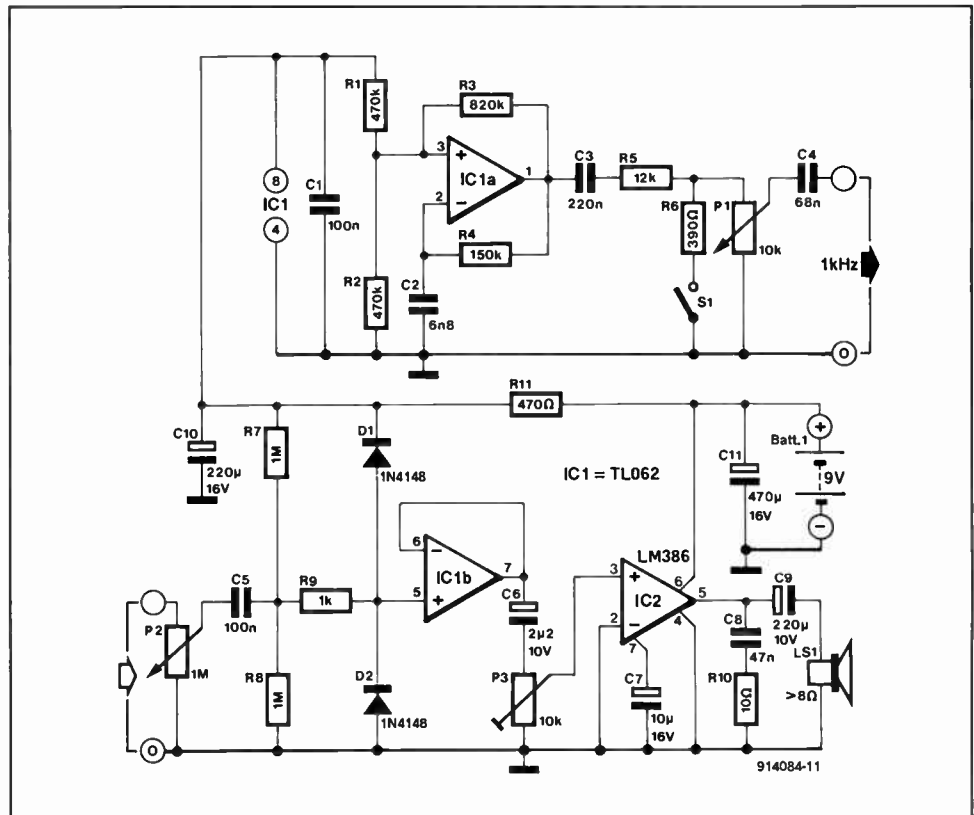 R1
470k
R3
820k
3
+
IC1a
1
2
−
R4
150k
C3
220n
R5
12k
R6
390Ω
S1
P1
10k
C4
68n
1kHz
0
8
IC1
4
C1
100n
R2
470k
C2
6n8
C10
220µ
16V
R7
1M
D1
1N4148
R11
470Ω
IC1 = TL062
C11
470µ
16V
+
Batt.1
9V
−
6
−
IC1b
7
5
+
C5
100n
R9
1k
P2
1M
R8
1M
D2
1N4148
0
C6
2µ2
10V
P3
10k
LM386
3
+
6
IC2
5
2
−
4
7
C7
10µ
16V
C8
47n
R10
10Ω
C9
220µ
10V
LS1
>8Ω
914084-11